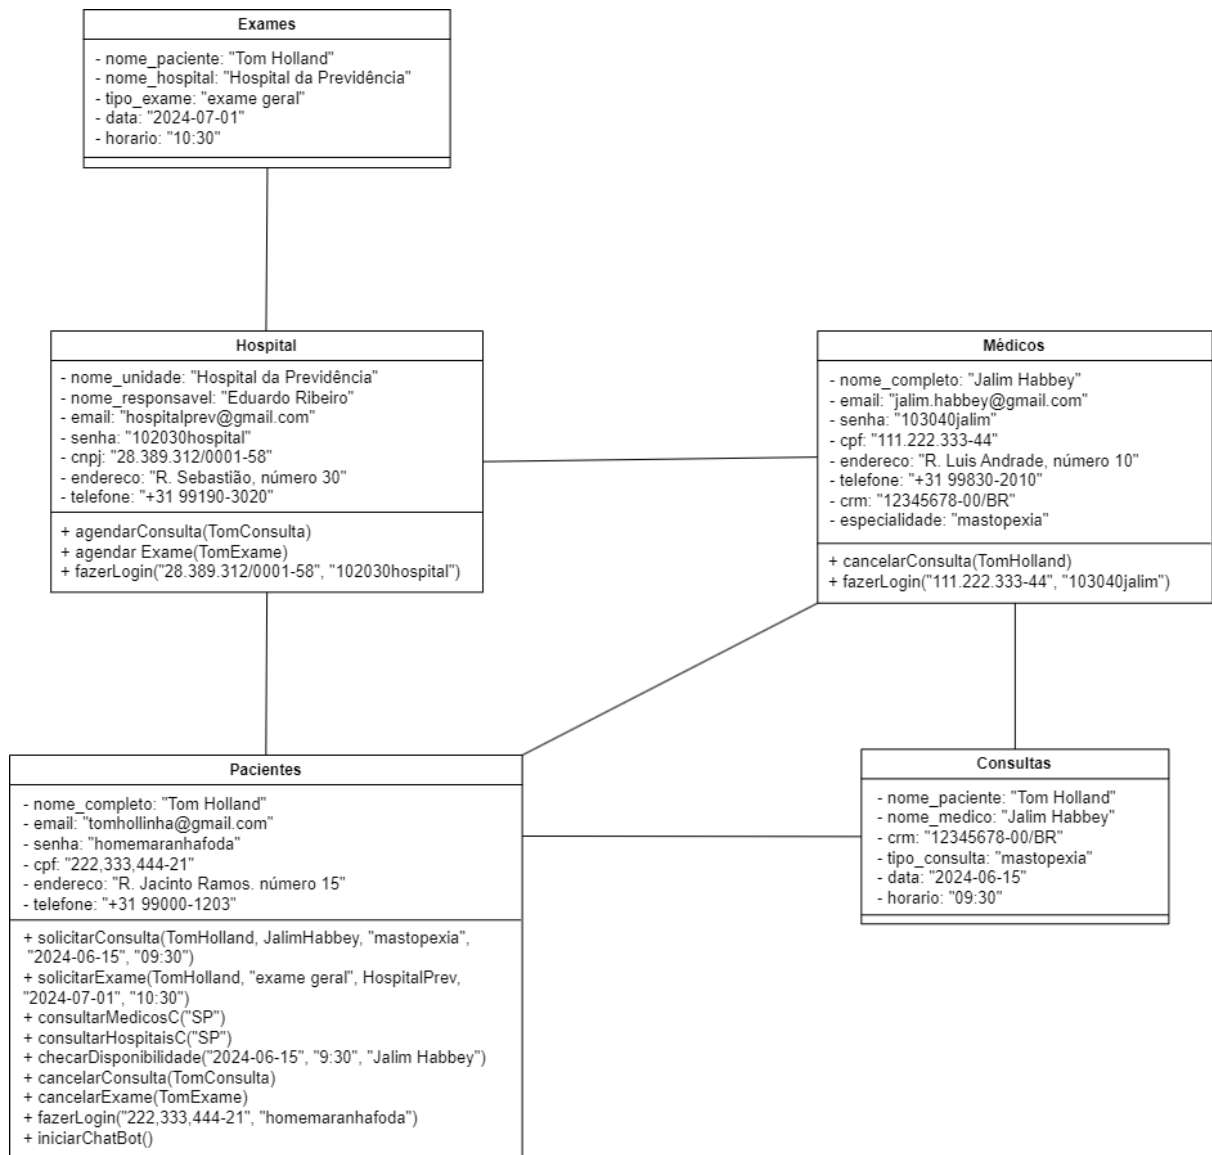 Exames
- nome_paciente: "Tom Holland"
- nome_hospital: "Hospital da Previdência"
- tipo_exame: "exame geral"
- data: "2024-07-01"
- horario: "10:30"
Hospital
- nome_unidade: "Hospital da Previdência"
- nome_responsavel: "Eduardo Ribeiro"
- email: "hospitalprev@gmail.com"
- senha: "102030hospital"
- cnpj: "28.389.312/0001-58"
- endereco: "R. Sebastião, número 30"
- telefone: "+31 99190-3020"
+ agendarConsulta(TomConsulta)
+ agendar Exame(TomExame)
+ fazerLogin("28.389.312/0001-58", "102030hospital")
Médicos
- nome_completo: "Jalim Habbey"
- email: "jalim.habbey@gmail.com"
- senha: "103040jalim"
- cpf: "111.222.333-44"
- endereco: "R. Luis Andrade, número 10"
- telefone: "+31 99830-2010"
- crm: "12345678-00/BR"
- especialidade: "mastopexia"
+ cancelarConsulta(TomHolland)
+ fazerLogin("111.222.333-44", "103040jalim")
Pacientes
- nome_completo: "Tom Holland"
- email: "tomhollinha@gmail.com"
- senha: "homemaranhafoda"
- cpf: "222,333,444-21"
- endereco: "R. Jacinto Ramos. número 15"
- telefone: "+31 99000-1203"
+ solicitarConsulta(TomHolland, JalimHabbey, "mastopexia",
"2024-06-15", "09:30")
+ solicitarExame(TomHolland, "exame geral", HospitalPrev,
"2024-07-01", "10:30")
+ consultarMedicosC("SP")
+ consultarHospitaisC("SP")
+ checarDisponibilidade("2024-06-15", "9:30", "Jalim Habbey")
+ cancelarConsulta(TomConsulta)
+ cancelarExame(TomExame)
+ fazerLogin("222,333,444-21", "homemaranhafoda")
+ iniciarChatBot()
Consultas
- nome_paciente: "Tom Holland"
- nome_medico: "Jalim Habbey"
- crm: "12345678-00/BR"
- tipo_consulta: "mastopexia"
- data: "2024-06-15"
- horario: "09:30"